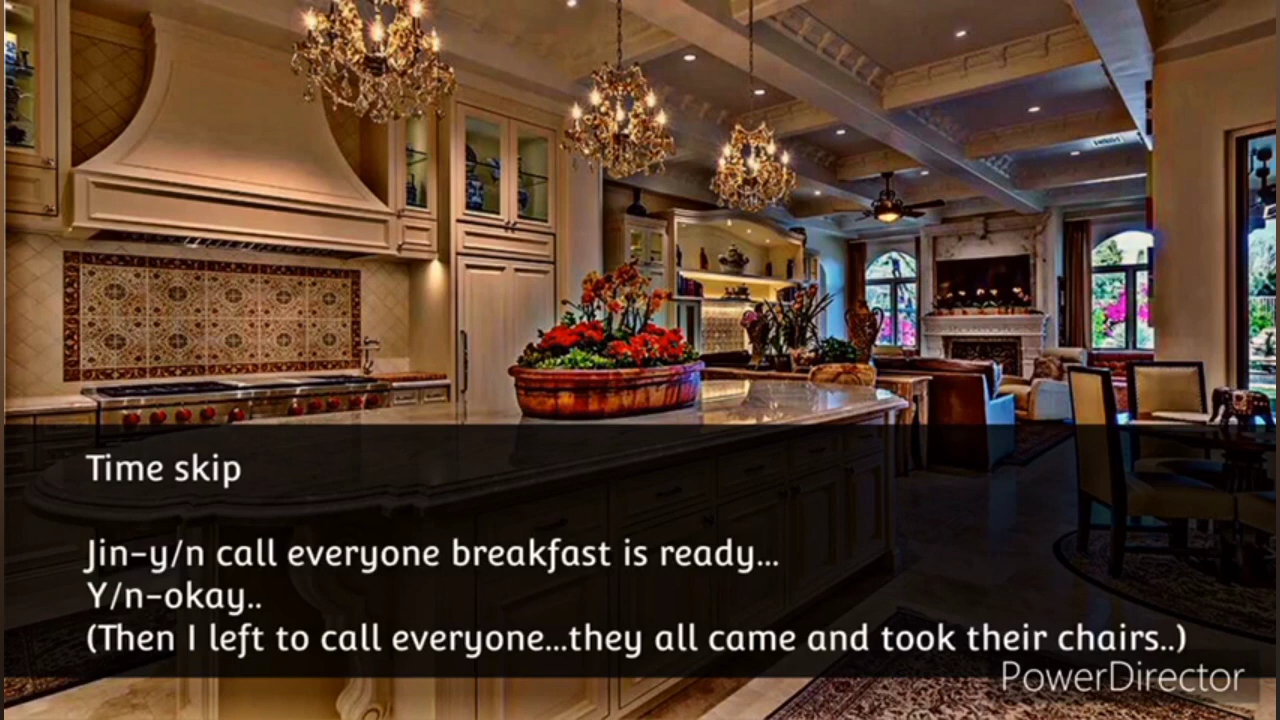 Time skip
Jin-y/n call everyone breakfast is ready...
Y/n-okay..
(Then I left to call everyone...they all came and took their chairs..)
PowerDirector